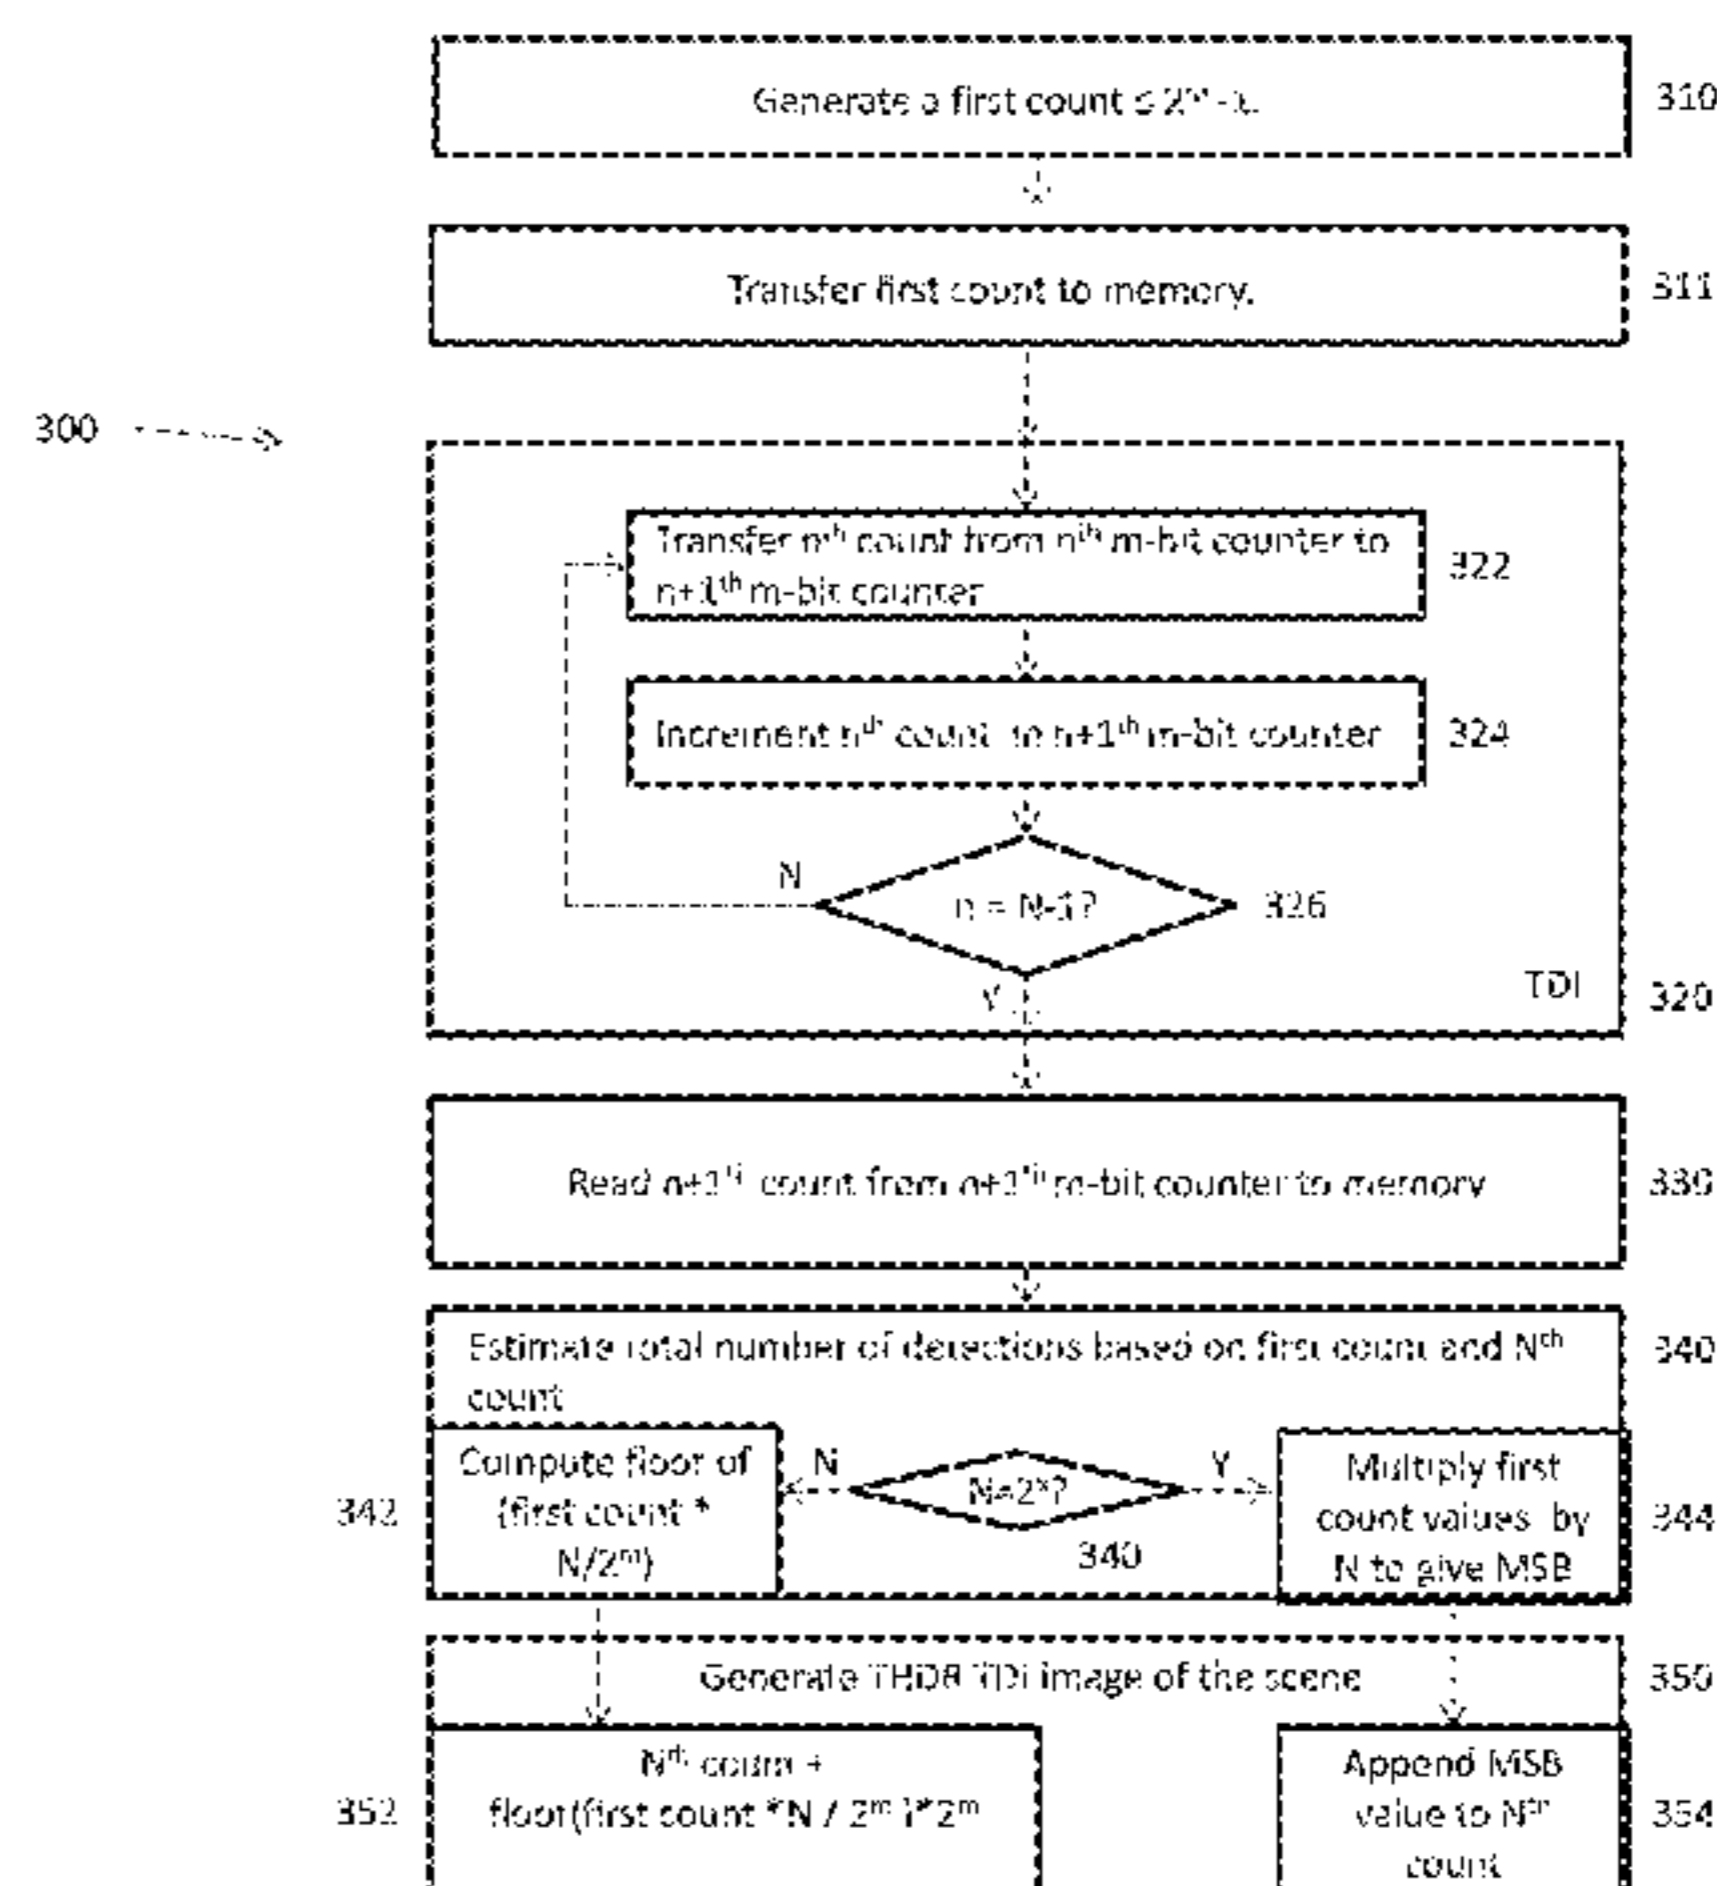 Generate a first count ≤ 2ᵐ-1.
310
Transfer first count to memory.
311
300
Transfer nᵗʰ count from nᵗʰ m-bit counter to
n+1ᵗʰ m-bit counter
322
Increment nᵗʰ count in n+1ᵗʰ m-bit counter
324
N
n = N-1?
326
Y
TDI
320
Read n+1ᵗʰ count from n+1ᵗʰ m-bit counter to memory
330
Estimate total number of detections based on first count and Nᵗʰ
count
340
Compute floor of
(first count *
N/2ᵐ)
342
N
N=2ˣ?
340
Y
Multiply first
count values by
N to give MSB
344
Generate THDR TDI image of the scene
350
Nᵗʰ count +
floor(first count *N / 2ᵐ)*2ᵐ
352
Append MSB
value to Nᵗʰ
count
354